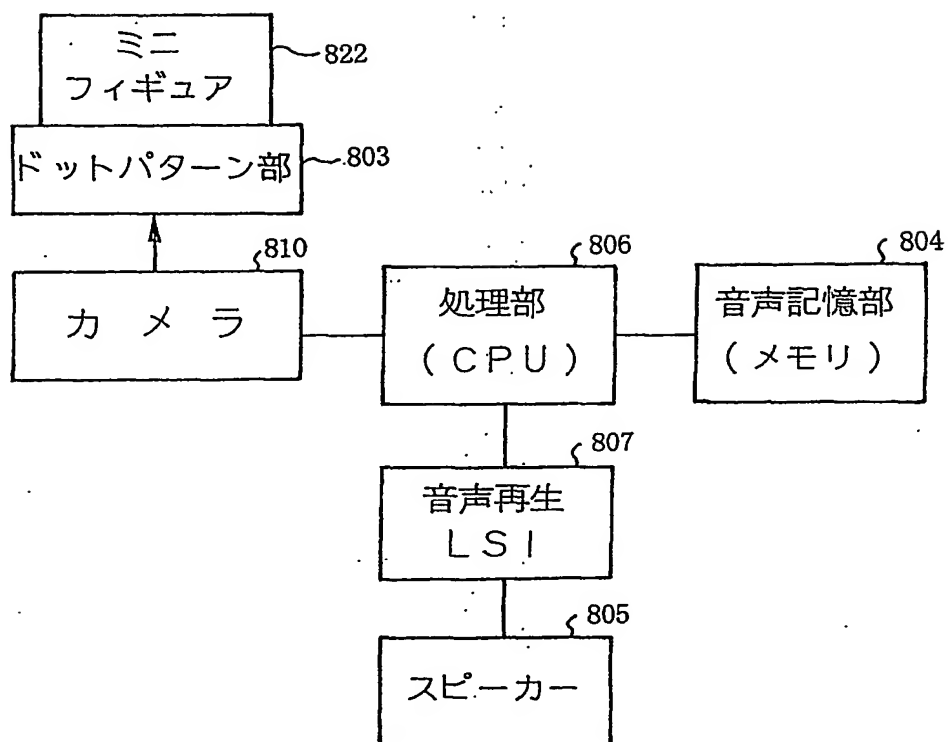 ミニ
フィギュア
822
ドットパターン部
803
810
カメラ
806
処理部
(CPU)
804
音声記憶部
(メモリ)
807
音声再生
LSI
805
スピーカー